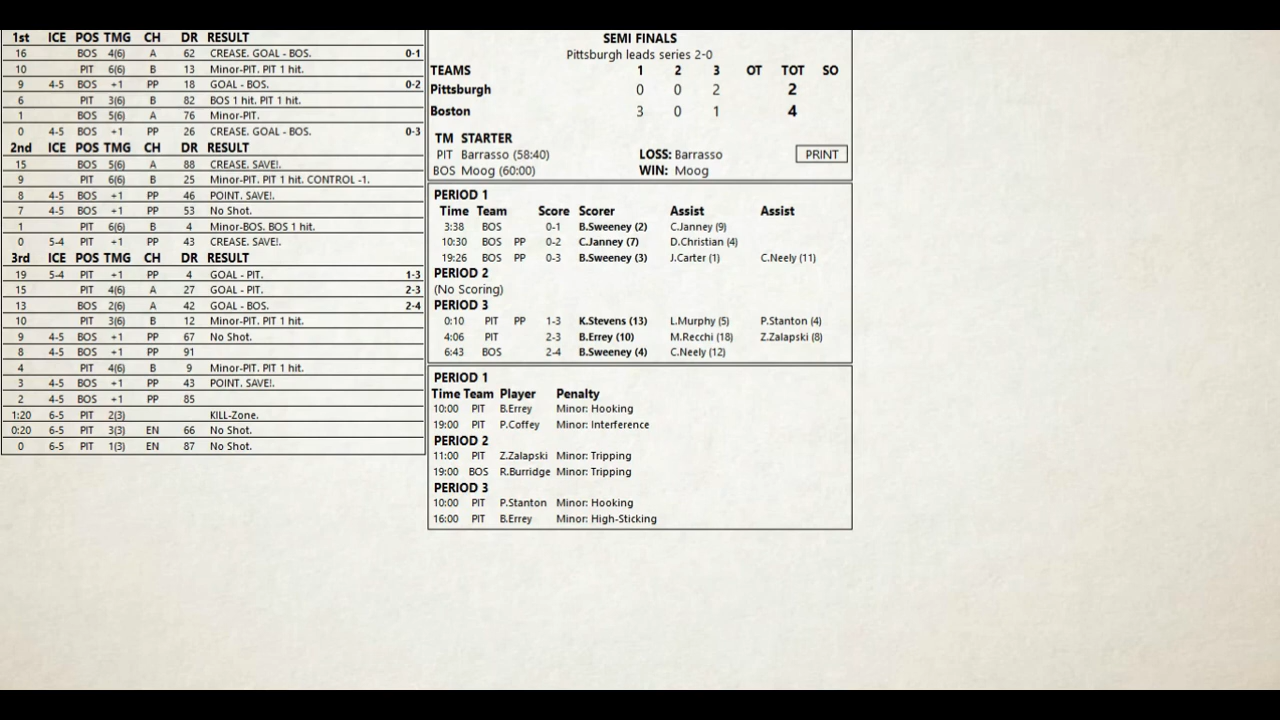 1st ICE POS TMG CH DR RESULT
16 BOS 4(6) A 62 CREASE. GOAL - BOS. 0-1
10 PIT 6(6) B 13 Minor-PIT. PIT 1 hit.
9 4-5 BOS +1 PP 18 GOAL - BOS. 0-2
6 PIT 3(6) B 82 BOS 1 hit. PIT 1 hit.
1 BOS 5(6) A 76 Minor-PIT.
0 4-5 BOS +1 PP 26 CREASE. GOAL - BOS. 0-3
2nd ICE POS TMG CH DR RESULT
15 BOS 5(6) A 88 CREASE. SAVE!.
9 PIT 6(6) B 25 Minor-PIT. PIT 1 hit. CONTROL -1.
8 4-5 BOS +1 PP 46 POINT. SAVE!.
7 4-5 BOS +1 PP 53 No Shot.
1 PIT 6(6) B 4 Minor-BOS. BOS 1 hit.
0 5-4 PIT +1 PP 43 CREASE. SAVE!.
3rd ICE POS TMG CH DR RESULT
19 5-4 PIT +1 PP 4 GOAL - PIT. 1-3
15 PIT 4(6) A 27 GOAL - PIT. 2-3
13 BOS 2(6) A 42 GOAL - BOS. 2-4
10 PIT 3(6) B 12 Minor-PIT. PIT 1 hit.
9 4-5 BOS +1 PP 67 No Shot.
8 4-5 BOS +1 PP 91
4 PIT 4(6) B 9 Minor-PIT. PIT 1 hit.
3 4-5 BOS +1 PP 43 POINT. SAVE!.
2 4-5 BOS +1 PP 85
1:20 6-5 PIT 2(3) KILL-Zone.
0:20 6-5 PIT 3(3) EN 66 No Shot.
0 6-5 PIT 1(3) EN 87 No Shot.
SEMI FINALS
Pittsburgh leads series 2-0
TEAMS 1 2 3 OT TOT SO
Pittsburgh 0 0 2 2
Boston 3 0 1 4
TM STARTER
PIT Barrasso (58:40) LOSS: Barrasso PRINT
BOS Moog (60:00) WIN: Moog
PERIOD 1
Time Team Score Scorer Assist Assist
3:38 BOS 0-1 B.Sweeney (2) C.Janney (9)
10:30 BOS PP 0-2 C.Janney (7) D.Christian (4)
19:26 BOS PP 0-3 B.Sweeney (3) J.Carter (1) C.Neely (11)
PERIOD 2
(No Scoring)
PERIOD 3
0:10 PIT PP 1-3 K.Stevens (13) L.Murphy (5) P.Stanton (4)
4:06 PIT 2-3 B.Errey (10) M.Recchi (18) Z.Zalapski (8)
6:43 BOS 2-4 B.Sweeney (4) C.Neely (12)
PERIOD 1
Time Team Player Penalty
10:00 PIT B.Errey Minor: Hooking
19:00 PIT P.Coffey Minor: Interference
PERIOD 2
11:00 PIT Z.Zalapski Minor: Tripping
19:00 BOS R.Burridge Minor: Tripping
PERIOD 3
10:00 PIT P.Stanton Minor: Hooking
16:00 PIT B.Errey Minor: High-Sticking